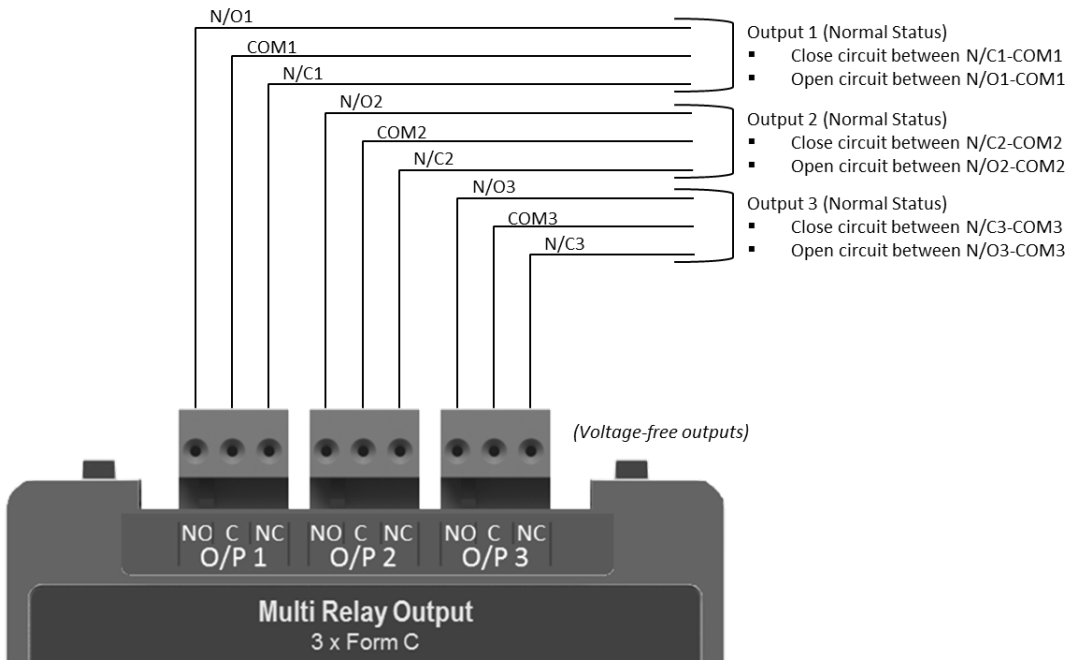 N/O1
COM1
N/C1
Output 1 (Normal Status)
▪ Close circuit between N/C1-COM1
▪ Open circuit between N/O1-COM1
N/O2
COM2
N/C2
Output 2 (Normal Status)
▪ Close circuit between N/C2-COM2
▪ Open circuit between N/O2-COM2
N/O3
COM3
N/C3
Output 3 (Normal Status)
▪ Close circuit between N/C3-COM3
▪ Open circuit between N/O3-COM3
(Voltage-free outputs)
NO C NC NO C NC NO C NC
O/P 1 O/P 2 O/P 3
Multi Relay Output
3 x Form C